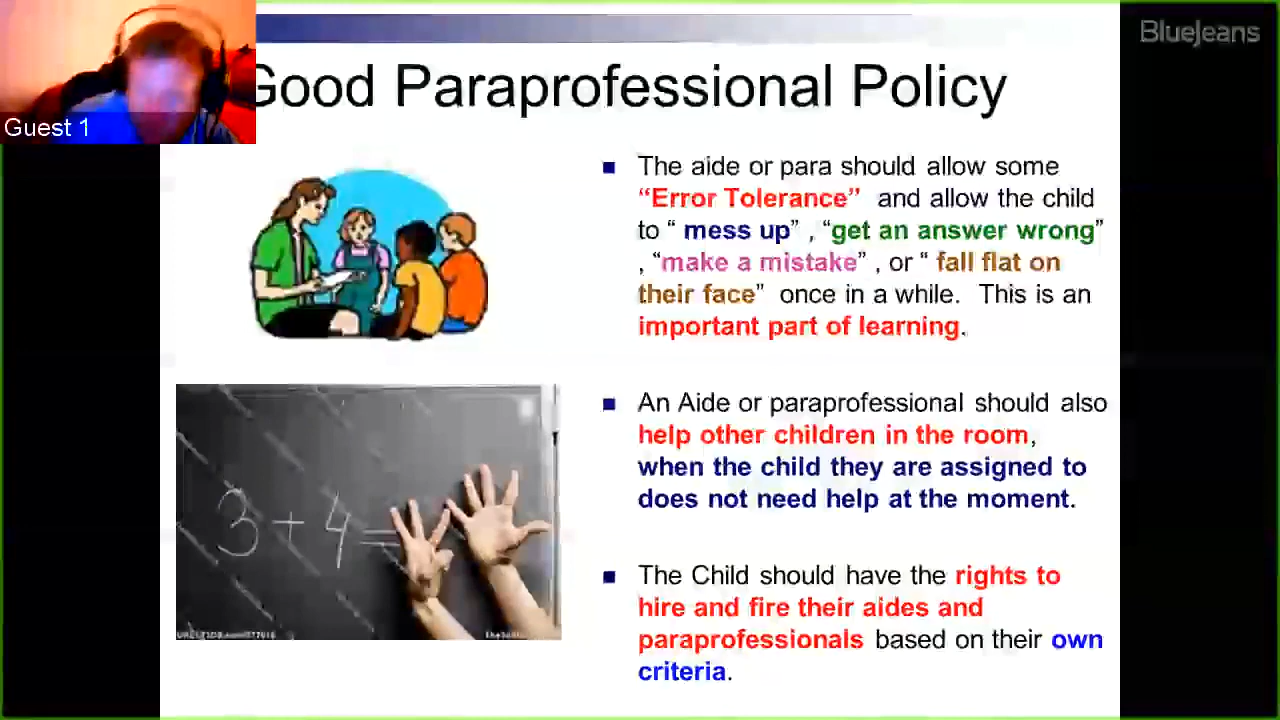 BlueJeans
Good Paraprofessional Policy
Guest 1
■ The aide or para should allow some
“Error Tolerance” and allow the child
to “ mess up” , “get an answer wrong”
, “make a mistake” , or “ fall flat on
their face” once in a while. This is an
important part of learning.
■ An Aide or paraprofessional should also
help other children in the room,
when the child they are assigned to
does not need help at the moment.
3 + 4 =
■ The Child should have the rights to
hire and fire their aides and
paraprofessionals based on their own
criteria.